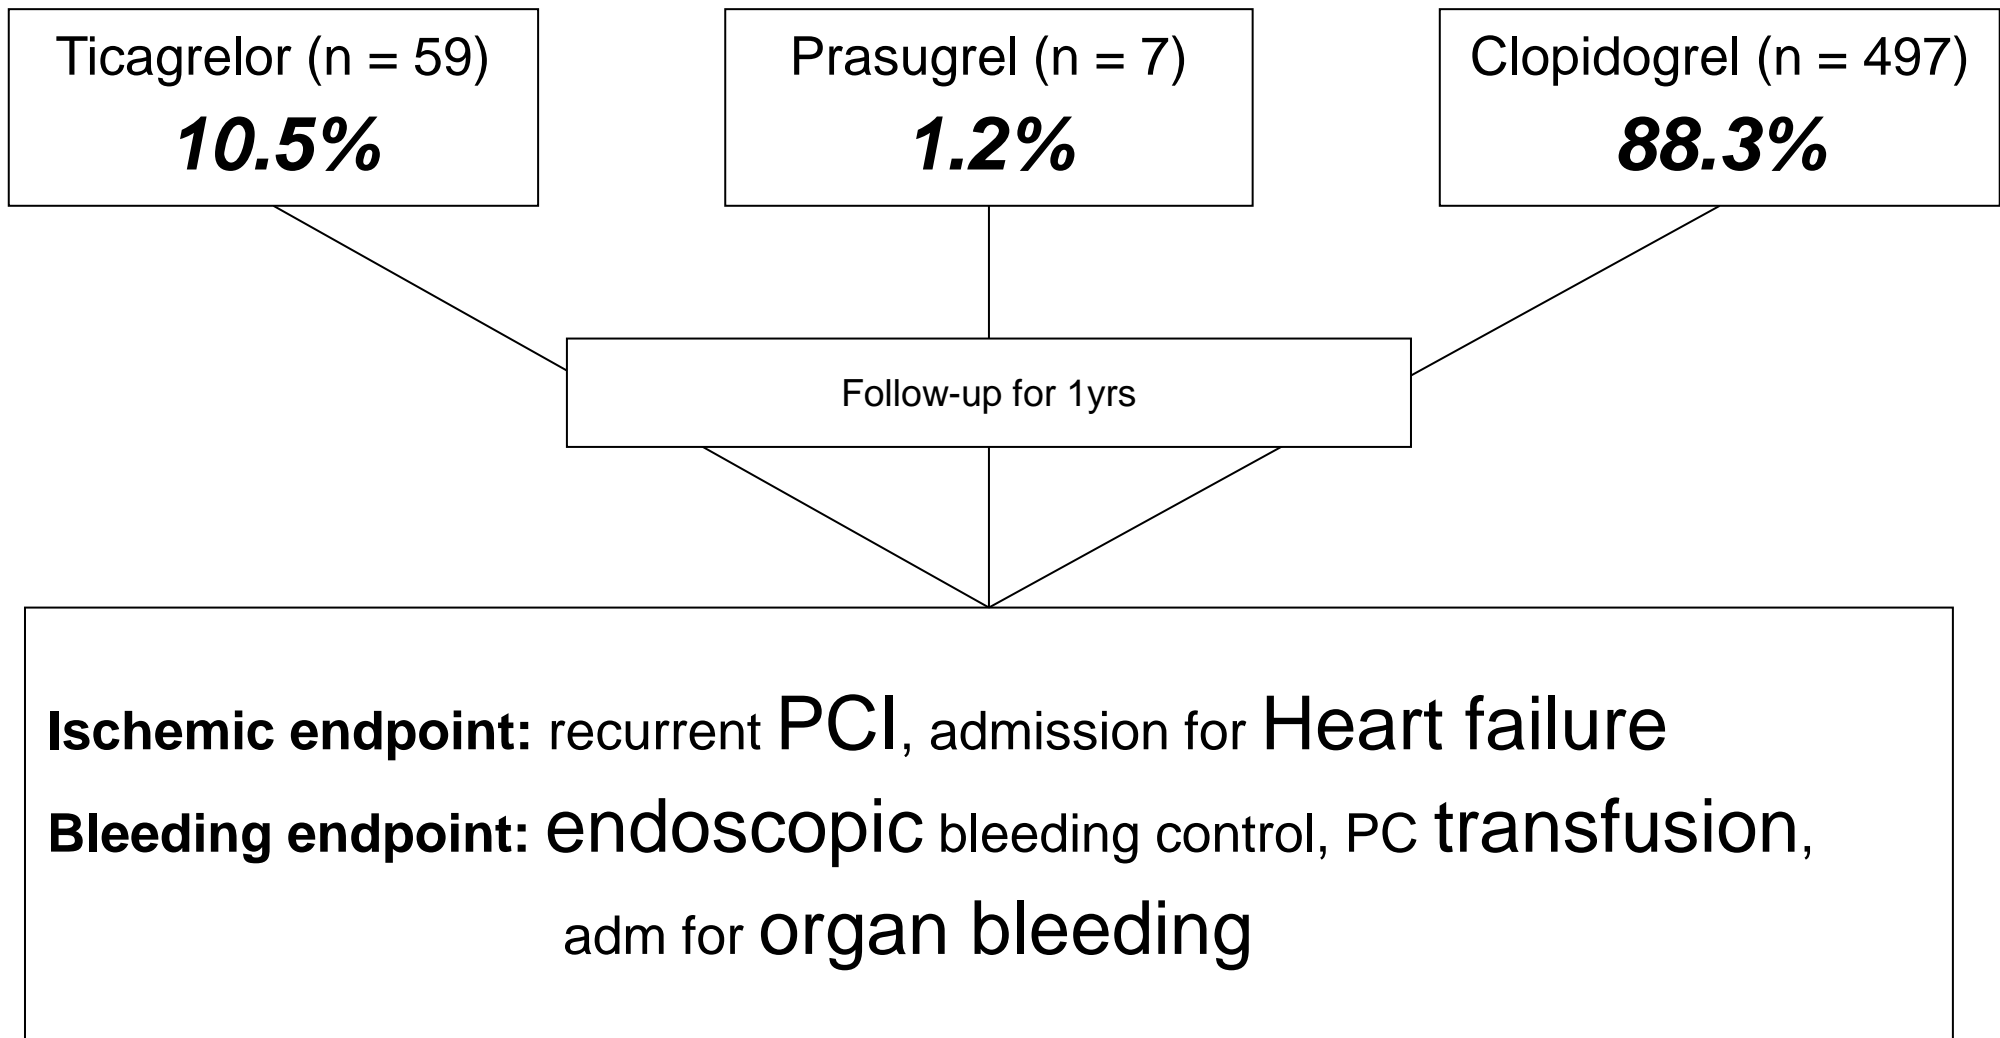 Ticagrelor (n = 59)
10.5%
Prasugrel (n = 7)
1.2%
Clopidogrel (n = 497)
88.3%
Follow-up for 1yrs
Ischemic endpoint: recurrent PCI, admission for Heart failure
Bleeding endpoint: endoscopic bleeding control, PC transfusion,
adm for organ bleeding